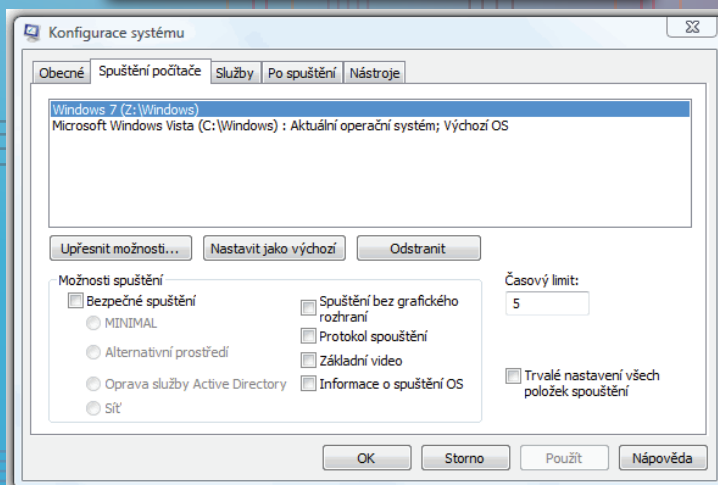 Konfigurace systému
Obecné Spuštění počítače Služby Po spuštění Nástroje
Windows 7 (Z:\Windows)
Microsoft Windows Vista (C:\Windows) : Aktuální operační systém; Výchozí OS
Upřesnit možnosti... Nastavit jako výchozí Odstranit
Možnosti spuštění
Bezpečné spuštění
MINIMAL
Alternativní prostředí
Oprava služby Active Directory
Síť
Spuštění bez grafického
rozhraní
Protokol spouštění
Základní video
Informace o spuštění OS
Časový limit:
5
Trvalé nastavení všech
položek spouštění
OK Storno Použít Nápověda